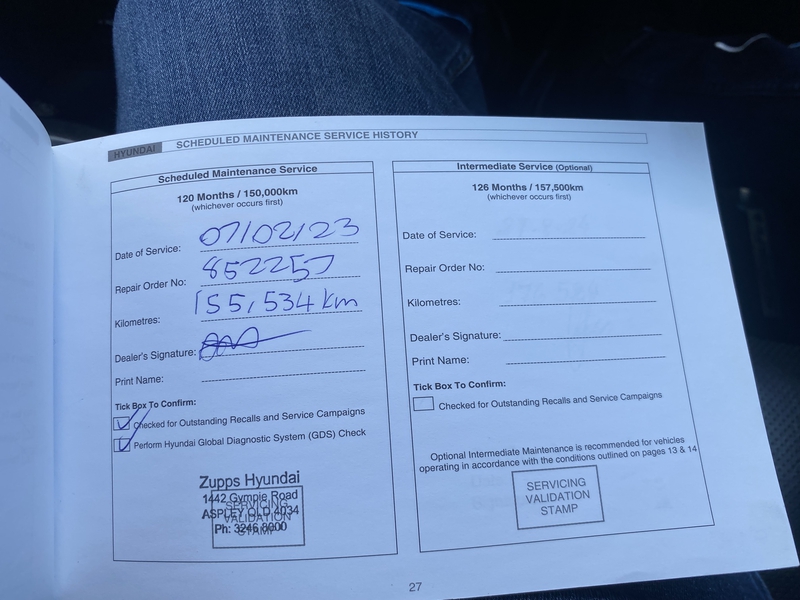 HYUNDAI SCHEDULED MAINTENANCE SERVICE HISTORY
Scheduled Maintenance Service
120 Months / 150,000km
(whichever occurs first)
Date of Service: 07/02/23
Repair Order No: 852257
Kilometres: 155,534 km
Dealer's Signature:
Print Name:
Tick Box To Confirm:
Checked for Outstanding Recalls and Service Campaigns
Perform Hyundai Global Diagnostic System (GDS) Check
Zupps Hyundai
1442 Gympie Road
ASPLEY QLD 4034
Ph: 3246 8000
SERVICING
VALIDATION
STAMP
Intermediate Service (Optional)
126 Months / 157,500km
(whichever occurs first)
Date of Service:
Repair Order No:
Kilometres:
Dealer's Signature:
Print Name:
Tick Box To Confirm:
Checked for Outstanding Recalls and Service Campaigns
Optional Intermediate Maintenance is recommended for vehicles
operating in accordance with the conditions outlined on pages 13 & 14
SERVICING
VALIDATION
STAMP
27